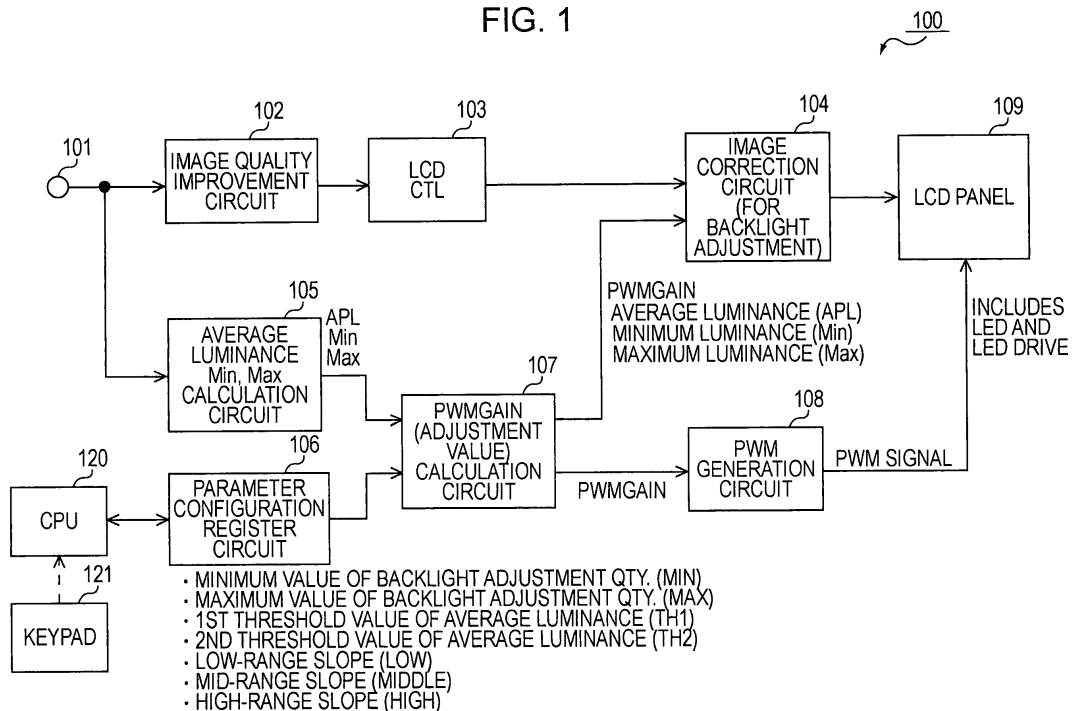 FIG. 1
100
101
102
IMAGE QUALITY
IMPROVEMENT
CIRCUIT
103
LCD
CTL
104
IMAGE
CORRECTION
CIRCUIT
(FOR
BACKLIGHT
ADJUSTMENT)
109
LCD PANEL
105
AVERAGE
LUMINANCE
Min, Max
CALCULATION
CIRCUIT
APL
Min
Max
PWMGAIN
AVERAGE LUMINANCE (APL)
MINIMUM LUMINANCE (Min)
MAXIMUM LUMINANCE (Max)
INCLUDES
LED AND
LED DRIVE
107
PWMGAIN
(ADJUSTMENT
VALUE)
CALCULATION
CIRCUIT
PWMGAIN
108
PWM
GENERATION
CIRCUIT
PWM SIGNAL
120
CPU
106
PARAMETER
CONFIGURATION
REGISTER
CIRCUIT
121
KEYPAD
· MINIMUM VALUE OF BACKLIGHT ADJUSTMENT QTY. (MIN)
· MAXIMUM VALUE OF BACKLIGHT ADJUSTMENT QTY. (MAX)
· 1ST THRESHOLD VALUE OF AVERAGE LUMINANCE (TH1)
· 2ND THRESHOLD VALUE OF AVERAGE LUMINANCE (TH2)
· LOW-RANGE SLOPE (LOW)
· MID-RANGE SLOPE (MIDDLE)
· HIGH-RANGE SLOPE (HIGH)